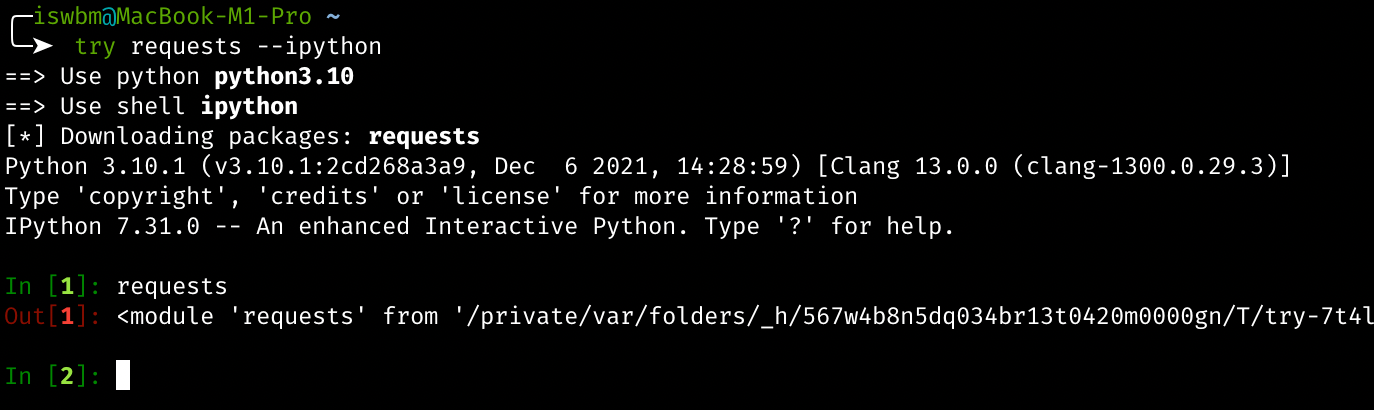 iswbm@MacBook-M1-Pro ~
try requests --ipython
==> Use python python3.10
==> Use shell ipython
[*] Downloading packages: requests
Python 3.10.1 (v3.10.1:2cd268a3a9, Dec  6 2021, 14:28:59) [Clang 13.0.0 (clang-1300.0.29.3)]
Type 'copyright', 'credits' or 'license' for more information
IPython 7.31.0 -- An enhanced Interactive Python. Type '?' for help.
In [1]: requests
Out[1]: <module 'requests' from '/private/var/folders/_h/567w4b8n5dq034br13t0420m0000gn/T/try-7t4l
In [2]: